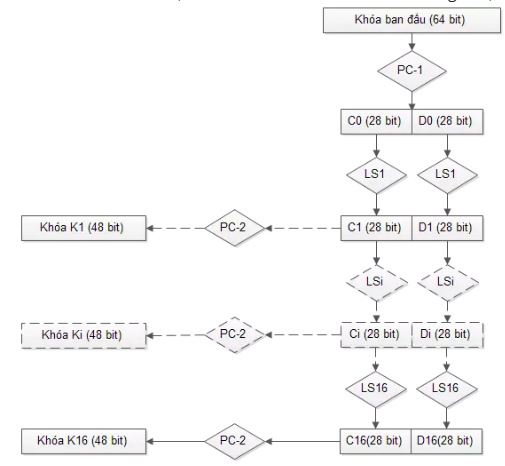 Khóa ban đầu (64 bit)
PC-1
C0 (28 bit) D0 (28 bit)
LS1 LS1
Khóa K1 (48 bit) PC-2 C1 (28 bit) D1 (28 bit)
LSi LSi
Khóa Ki (48 bit) PC-2 Ci (28 bit) Di (28 bit)
LS16 LS16
Khóa K16 (48 bit) PC-2 C16(28 bit) D16(28 bit)